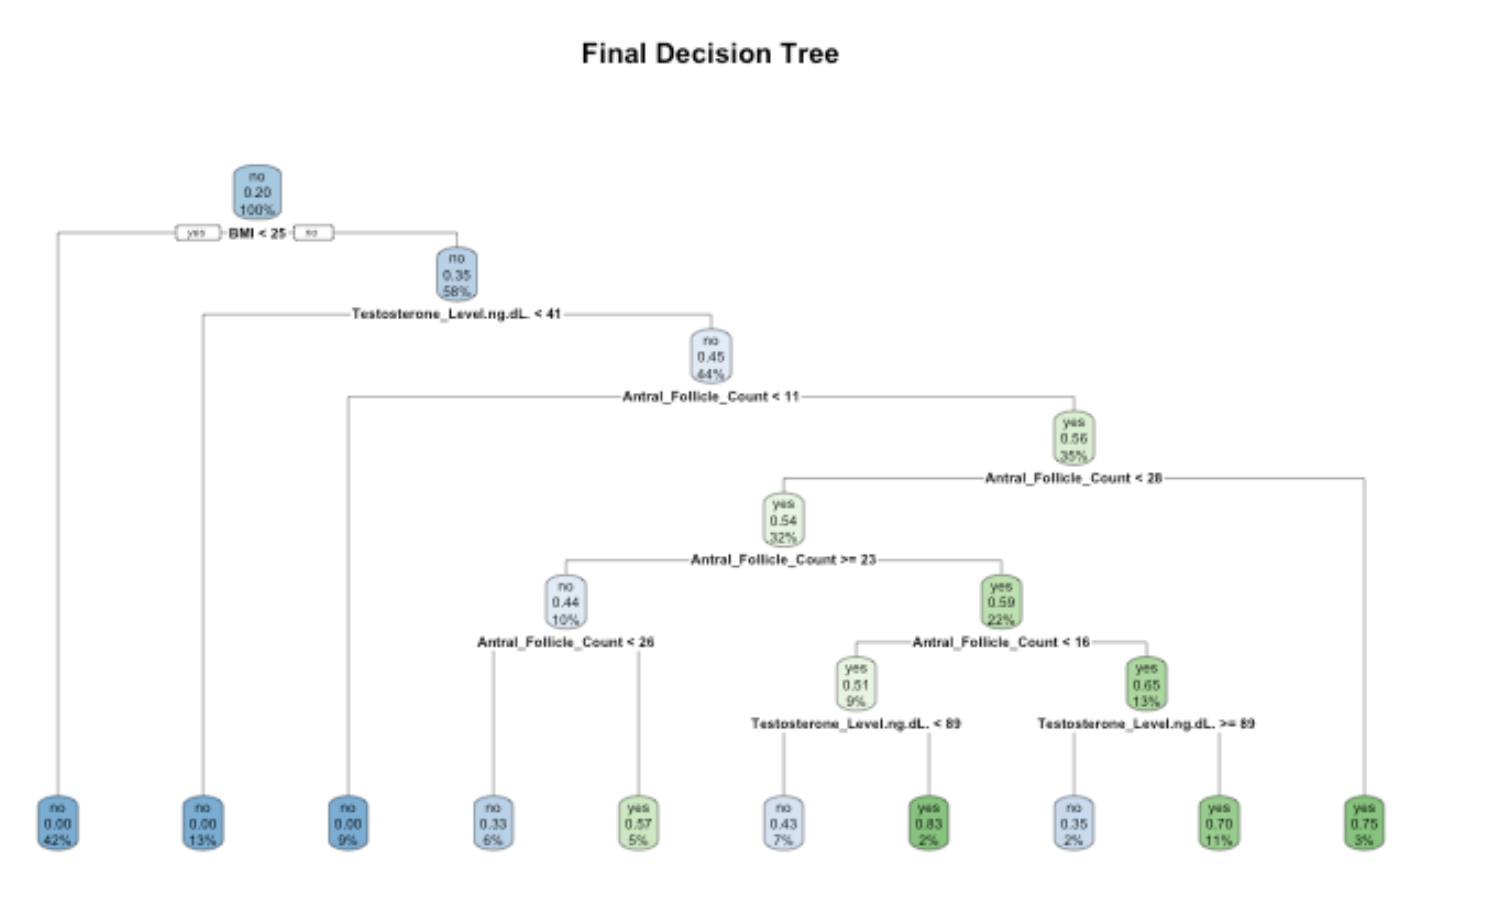 Final Decision Tree
no
0.20
100%
yes BMI < 25 no
no
0.35
58%
Testosterone_Level.ng.dL. < 41
no
0.45
44%
Antral_Follicle_Count < 11
yes
0.56
35%
Antral_Follicle_Count < 28
yes
0.54
32%
Antral_Follicle_Count >= 23
no
0.44
10%
yes
0.59
22%
Antral_Follicle_Count < 26
Antral_Follicle_Count < 16
yes
0.51
9%
yes
0.65
13%
Testosterone_Level.ng.dL. < 89
Testosterone_Level.ng.dL. >= 89
no
0.00
42%
no
0.00
13%
no
0.00
9%
no
0.33
6%
yes
0.57
5%
no
0.43
7%
yes
0.83
2%
no
0.35
2%
yes
0.70
11%
yes
0.75
3%